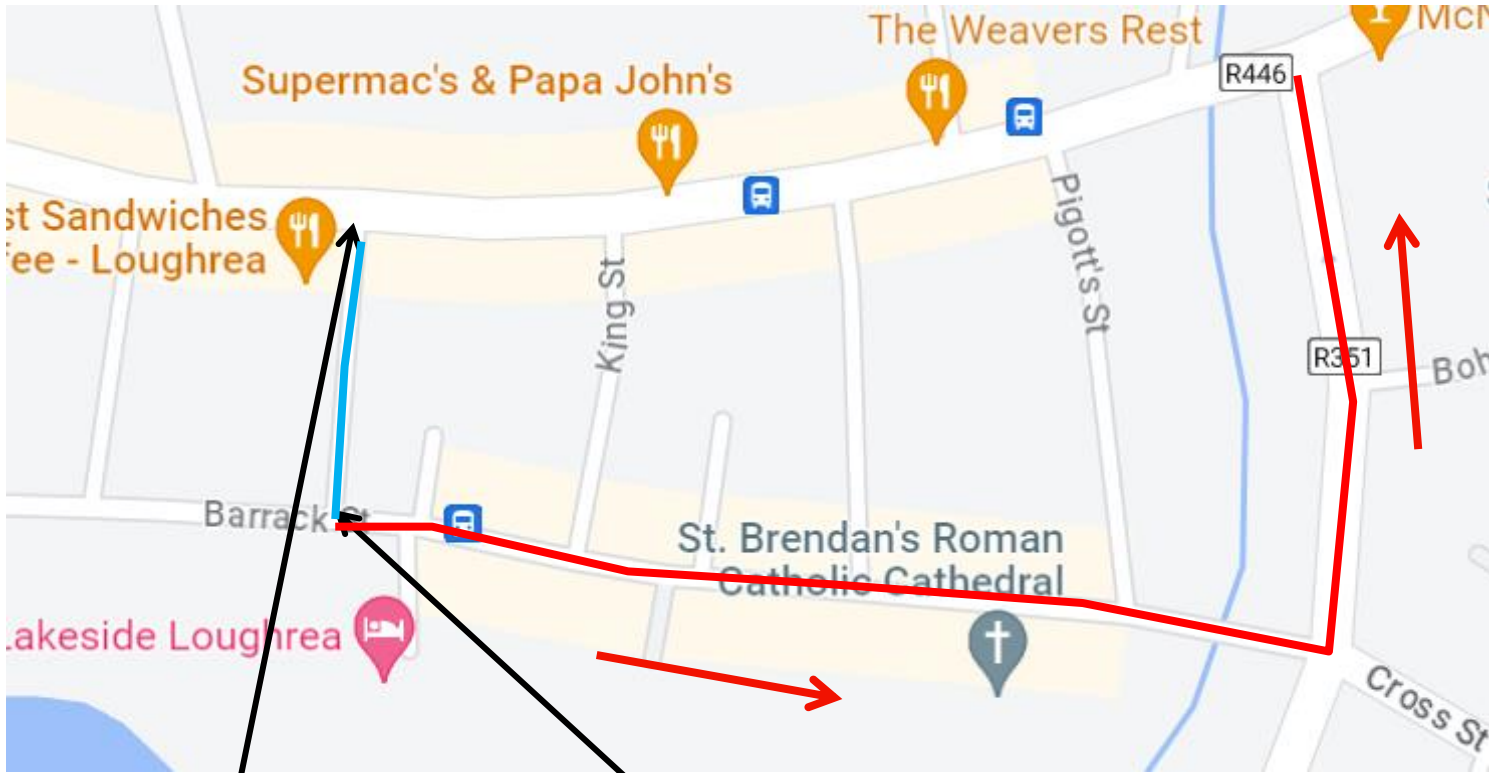 The Weavers Rest
McN
R446
Supermac's & Papa John's
st Sandwiches
fee - Loughrea
King St
Pigott's St
R351
Boh
Barrack St
St. Brendan's Roman
Catholic Cathedral
Lakeside Loughrea
Cross St